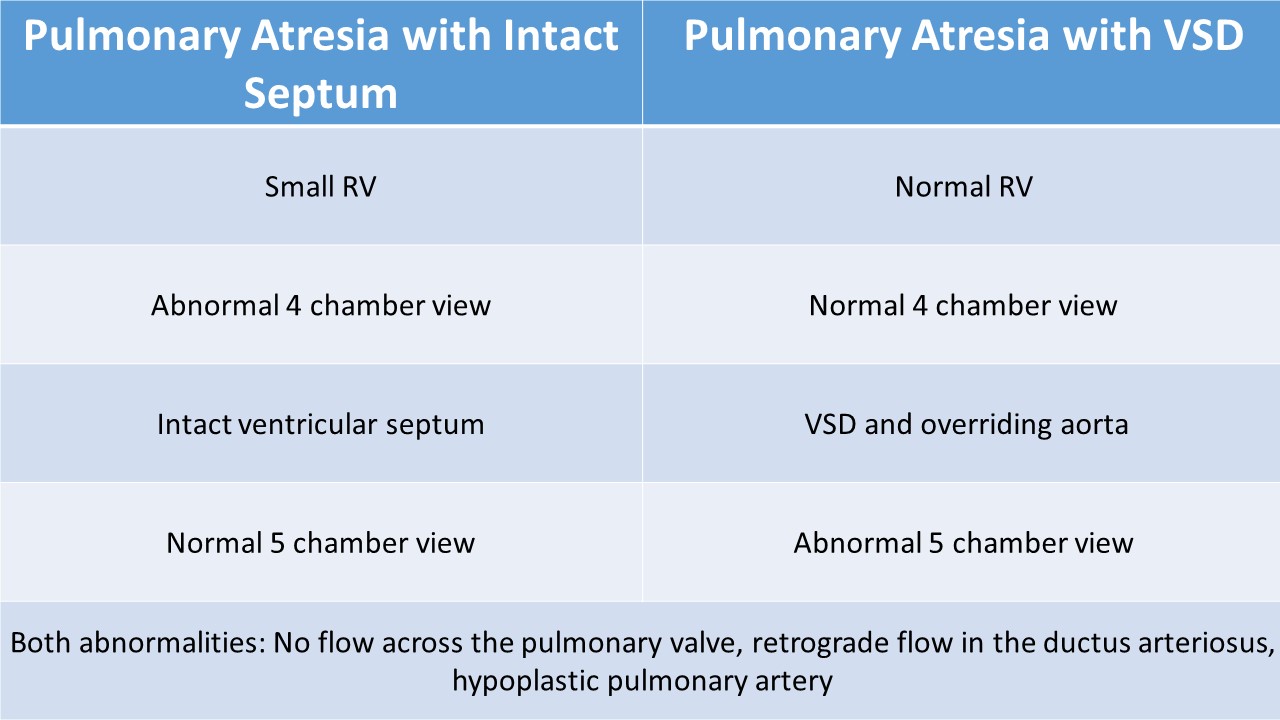 Pulmonary Atresia with Intact
Septum
Pulmonary Atresia with VSD
Small RV
Normal RV
Abnormal 4 chamber view
Normal 4 chamber view
Intact ventricular septum
VSD and overriding aorta
Normal 5 chamber view
Abnormal 5 chamber view
Both abnormalities: No flow across the pulmonary valve, retrograde flow in the ductus arteriosus,
hypoplastic pulmonary artery